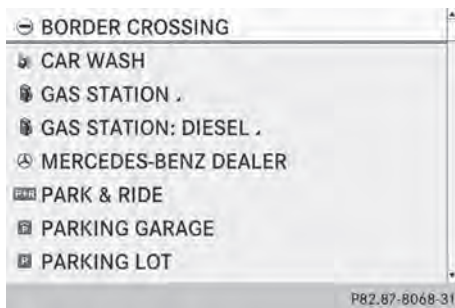 BORDER CROSSING
CAR WASH
GAS STATION
GAS STATION: DIESEL
MERCEDES-BENZ DEALER
P+R PARK & RIDE
PARKING GARAGE
P PARKING LOT
P82.87-8068-31